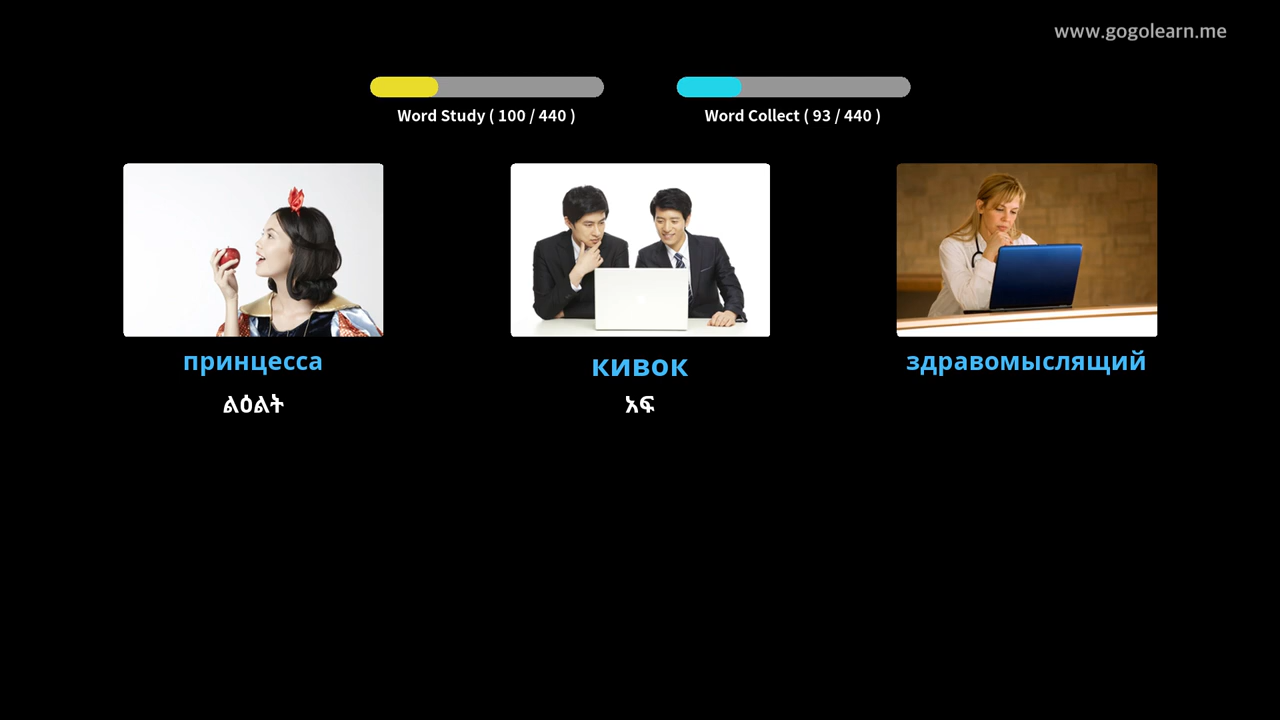 www.gogolearn.me
Word Study ( 100 / 440 )
Word Collect ( 93 / 440 )
принцесса
кивок
здравомыслящий
ልዕልት
አፍ